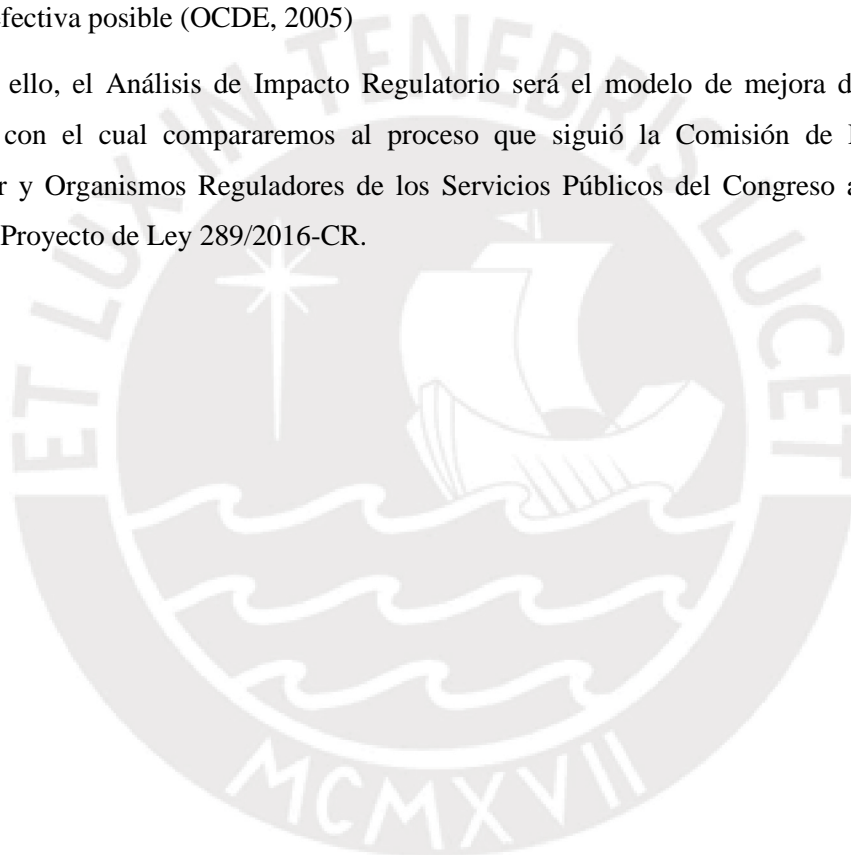 fectiva posible (OCDE, 2005)
ello, el Análisis de Impacto Regulatorio será el modelo de mejora d
con el cual compararemos al proceso que siguió la Comisión de
r y Organismos Reguladores de los Servicios Públicos del Congreso a
Proyecto de Ley 289/2016-CR.
ET LUX IN TENEBRIS LUCET
MCMXVII